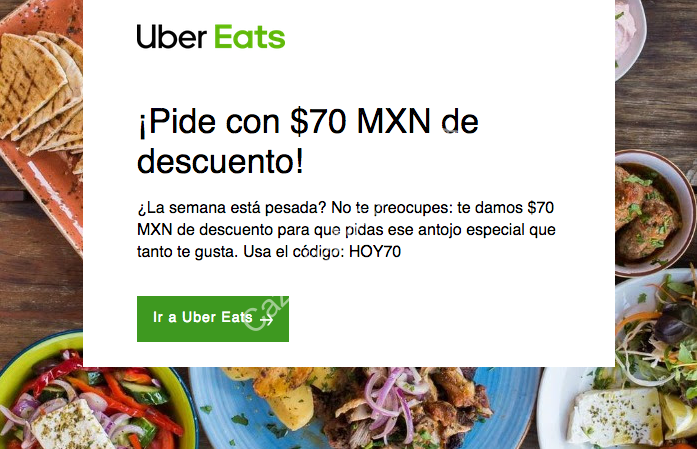 Uber Eats
¡Pide con $70 MXN de
descuento!
¿La semana está pesada? No te preocupes: te damos $70
MXN de descuento para que pidas ese antojo especial que
tanto te gusta. Usa el código: HOY70
Ir a Uber Eats →